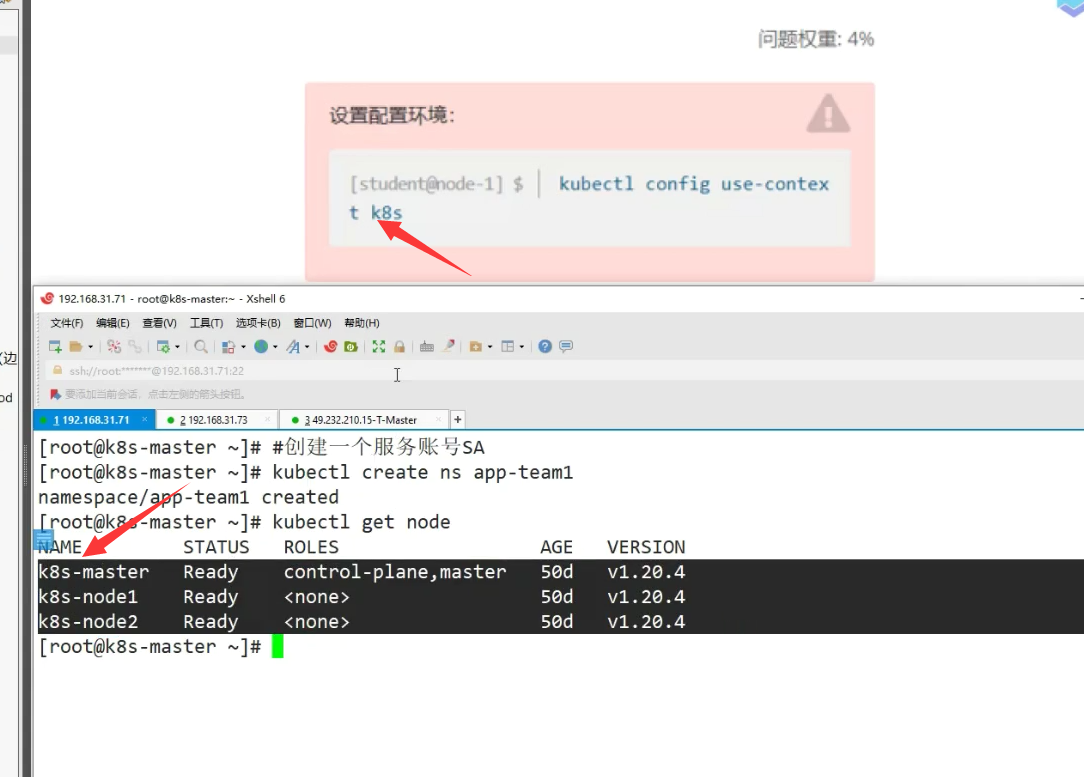 问题权重: 4%
设置配置环境:
[student@node-1] $ | kubectl config use-contex
t k8s
192.168.31.71 - root@k8s-master:~ - Xshell 6
文件(F) 编辑(E) 查看(V) 工具(T) 选项卡(B) 窗口(W) 帮助(H)
ssh://root:*******@192.168.31.71:22
要添加当前会话，点击左侧的箭头按钮。
(边
od
1 192.168.31.71 × 2 192.168.31.73 × 3 49.232.210.15-T-Master × +
[root@k8s-master ~]# #创建一个服务账号SA
[root@k8s-master ~]# kubectl create ns app-team1
namespace/app-team1 created
[root@k8s-master ~]# kubectl get node
NAME STATUS ROLES AGE VERSION
k8s-master Ready control-plane,master 50d v1.20.4
k8s-node1 Ready <none> 50d v1.20.4
k8s-node2 Ready <none> 50d v1.20.4
[root@k8s-master ~]#